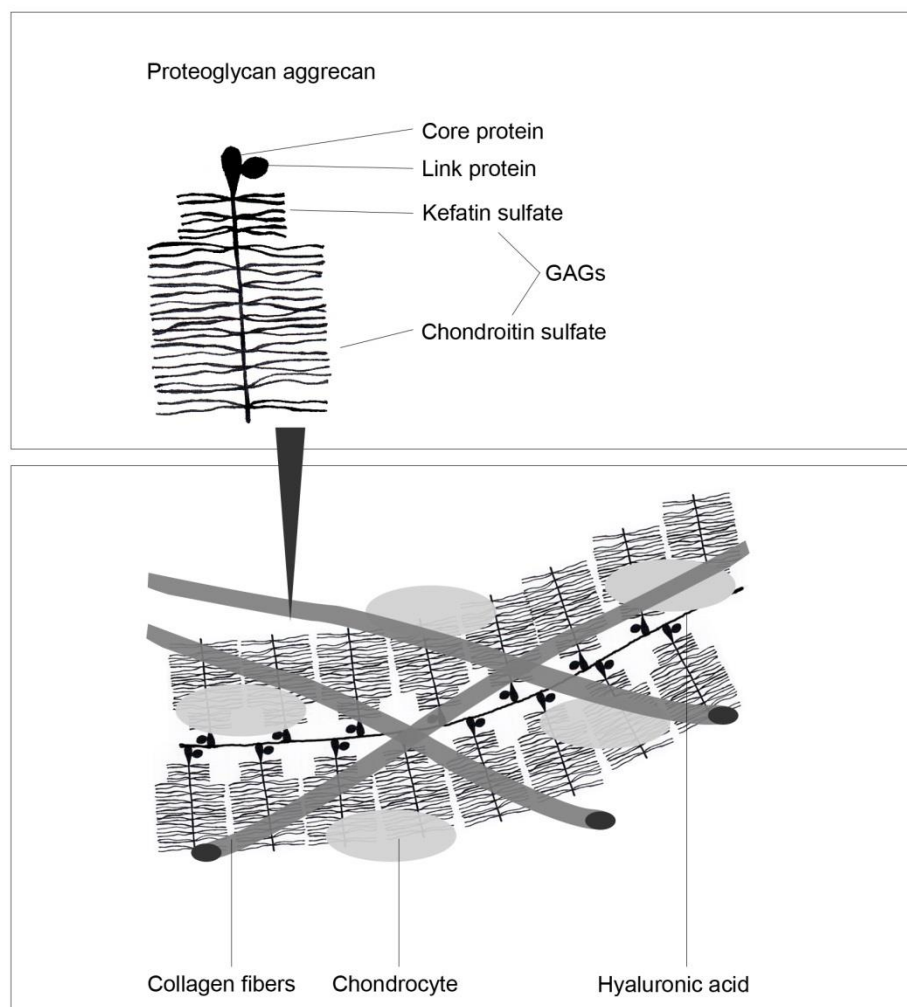 Proteoglycan aggrecan
Core protein
Link protein
Kefatin sulfate
GAGs
Chondroitin sulfate
Collagen fibers
Chondrocyte
Hyaluronic acid